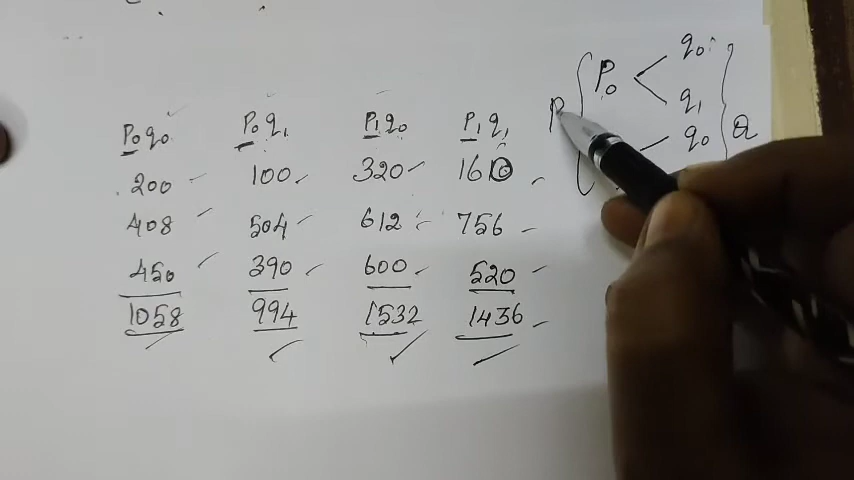 P₀q₀ P₀q₁ P₁q₀ P₁q₁
200 100 320 160
408 504 612 756
450 390 600 520
1058 994 1532 1436
P { P₀ < q₀ } Q
q₁
q₀